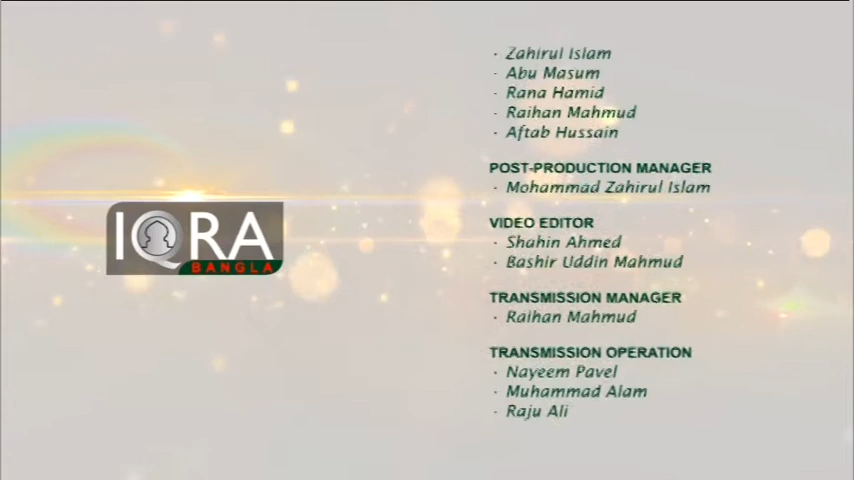 IQRA
BANGLA
- Zahirul Islam
- Abu Masum
- Rana Hamid
- Raihan Mahmud
- Aftab Hussain
POST-PRODUCTION MANAGER
- Mohammad Zahirul Islam
VIDEO EDITOR
- Shahin Ahmed
- Bashir Uddin Mahmud
TRANSMISSION MANAGER
- Raihan Mahmud
TRANSMISSION OPERATION
- Nayeem Pavel
- Muhammad Alam
- Raju Ali